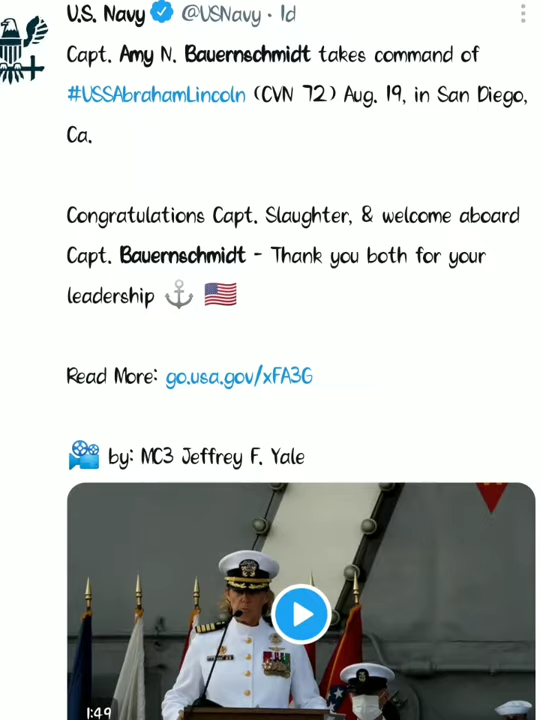 U.S. Navy @USNavy · 1d
Capt. Amy N. Bauernschmidt takes command of
#USSAbrahamLincoln (CVN 72) Aug. 19, in San Diego,
Ca.
Congratulations Capt. Slaughter, & welcome aboard
Capt. Bauernschmidt - Thank you both for your
leadership ⚓ 🇺🇸
Read More: go.usa.gov/xFA3G
🎥 by: MC3 Jeffrey F. Yale
1:49